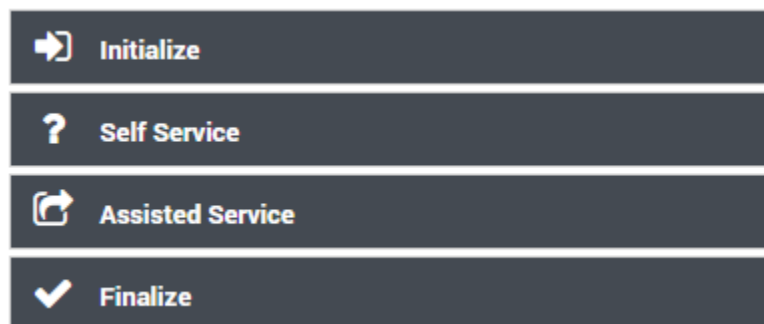 Initialize
Self Service
Assisted Service
Finalize